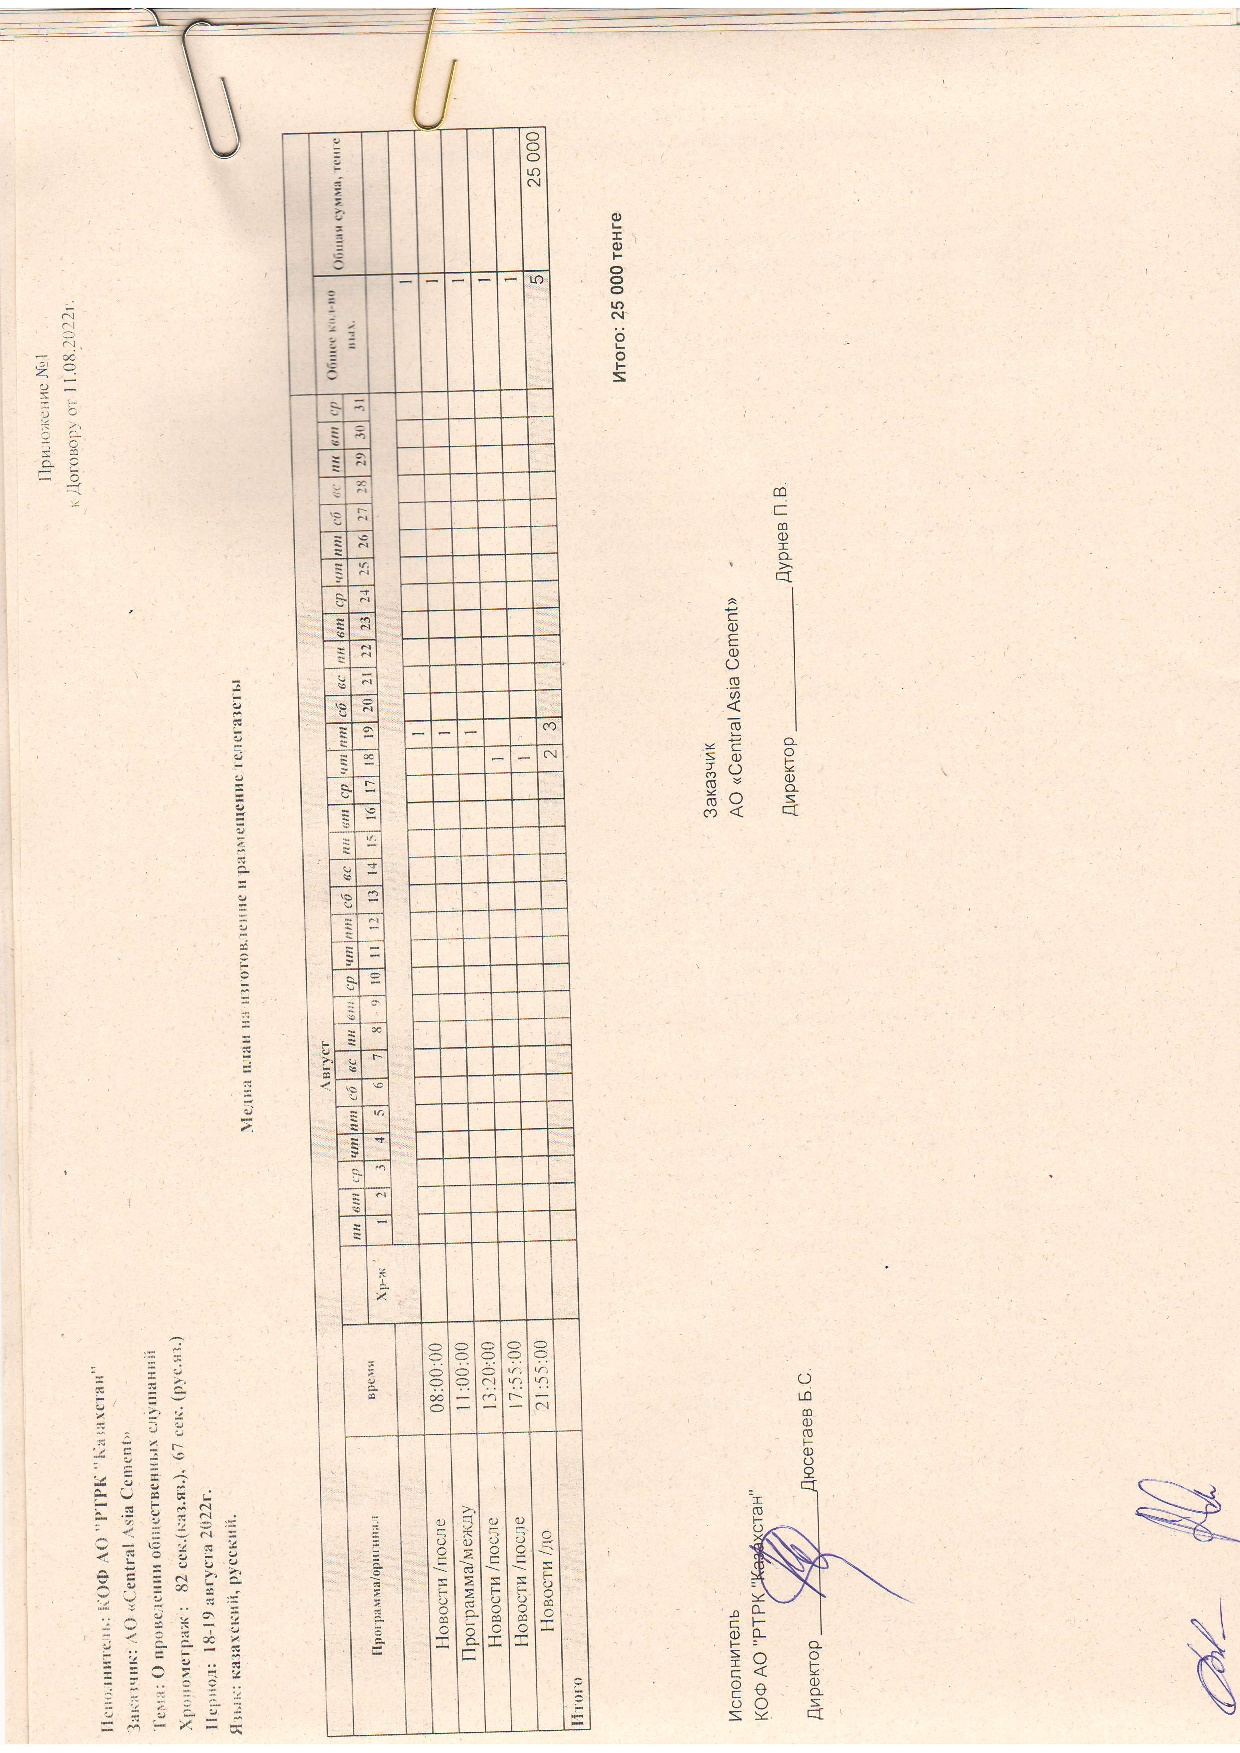 Приложение №1
к Договору от 11.08.2022г.
Исполнитель: КОФ АО "РТРК "Казахстан"
Заказчик: АО «Central Asia Cement»
Тема: О проведении общественных слушаний
Хронометраж : 82 сек.(каз.яз.), 67 сек. (рус.яз.)
Период: 18-19 августа 2022г.
Язык: казахский, русский.
Медиа план на изготовление и размещение телегазеты
Август
Программа/оригинал время Хр-ж пн вт ср чт пт сб вс пн вт ср чт пт сб вс пн вт ср чт пт сб вс пн вт ср чт пт сб вс пн вт ср Общее кол-во вых. Общая сумма, тенге
1 2 3 4 5 6 7 8 9 10 11 12 13 14 15 16 17 18 19 20 21 22 23 24 25 26 27 28 29 30 31
Новости /после 08:00:00 1 1
Программа/между 11:00:00 1 1
Новости /после 13:20:00 1 1
Новости /после 17:55:00 1 1
Новости /до 21:55:00 1 1
Итого 2 3 5 25 000
Итого: 25 000 тенге
Исполнитель Заказчик
КОФ АО "РТРК "Казахстан" АО «Central Asia Cement»
Директор Дюсетаев Б.С. Директор Дурнев П.В.